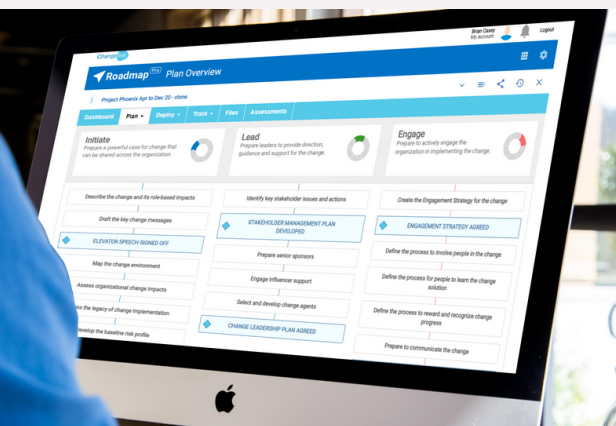 Brian Casey
My account
Logout
Change
Roadmap Pro Plan Overview
Project Phoenix Apr to Dec 20 - clone
Dashboard Plan Deploy Track Files Assessments
Initiate
Prepare a powerful case for change that
can be shared across the organization.
Lead
Prepare leaders to provide direction,
guidance and support for the change.
Engage
Prepare to actively engage the
organization in implementing the change.
Describe the change and its role-based impacts
Draft the key change messages
ELEVATOR SPEECH SIGNED OFF
Map the change environment
Assess organizational change impacts
the legacy of change implementation
the baseline risk profile
Identify key stakeholder issues and actions
STAKEHOLDER MANAGEMENT PLAN
DEVELOPED
Prepare senior sponsors
Engage influencer support
Select and develop change agents
CHANGE LEADERSHIP PLAN AGREED
Create the Engagement Strategy for the change
ENGAGEMENT STRATEGY AGREED
Define the process to involve people in the change
Define the process for people to learn the change
solution
Define the process to reward and recognize change
progress
Prepare to communicate the change